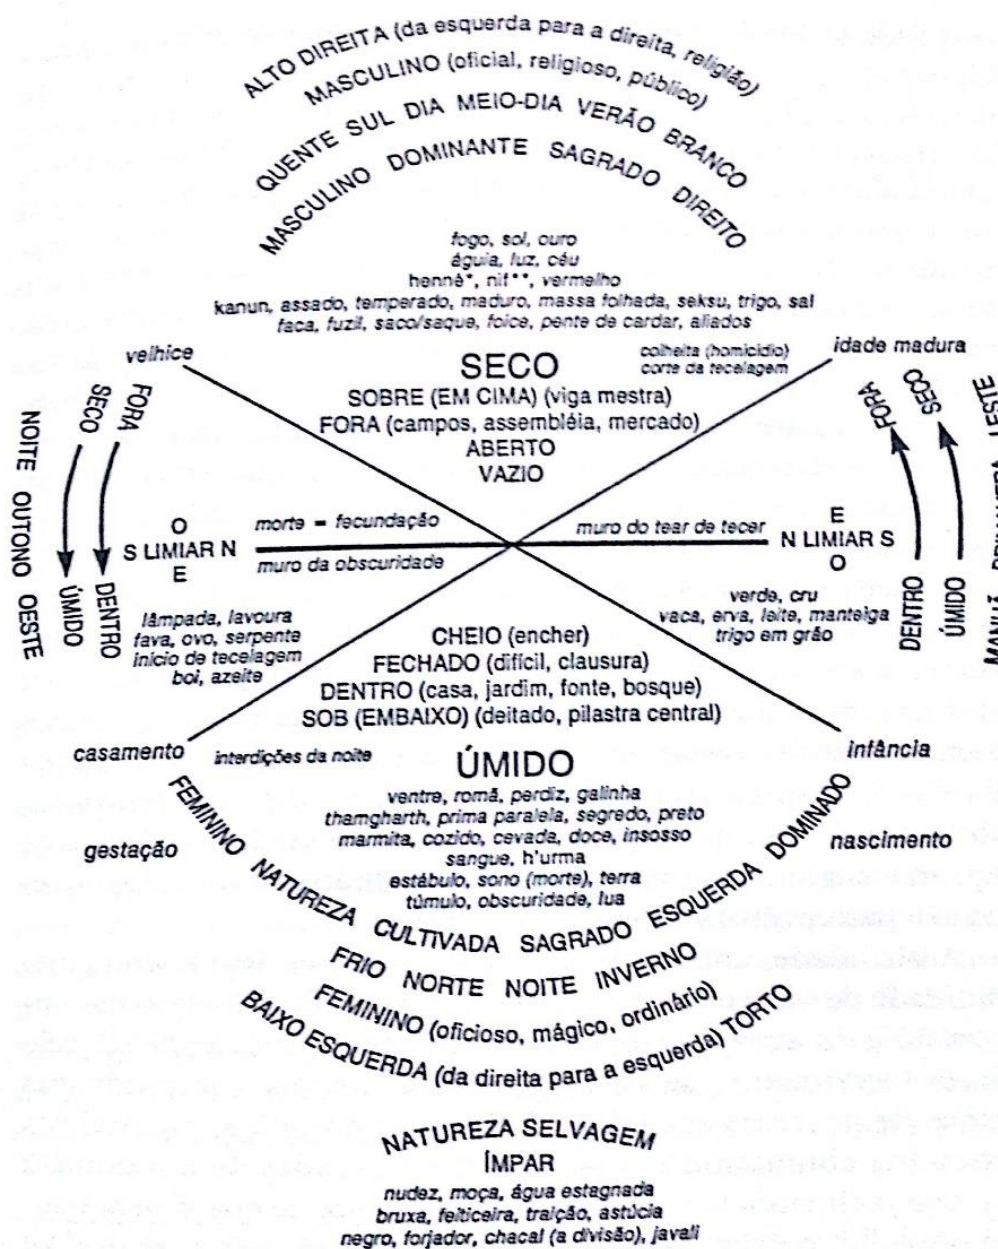 ALTO DIREITA (da esquerda para a direita, religião)
MASCULINO (oficial, religioso, público)
QUENTE SUL DIA MEIO-DIA VERÃO BRANCO
MASCULINO DOMINANTE SAGRADO DIREITO
fogo, sol, ouro
águia, luz, céu
henné*, nif**, vermelho
kanun, assado, temperado, maduro, massa folhada, seksu, trigo, sal
faca, fuzil, saco/saque, foice, pente de cardar, aliados
velhice
colheita (homicídio)
corte da tecelagem
idade madura
SECO
SOBRE (EM CIMA) (viga mestra)
FORA (campos, assembléia, mercado)
ABERTO
VAZIO
FORA
SECO
NOITE OUTONO OESTE
ÚMIDO
DENTRO
FORA
SECO
LESTE
DENTRO
ÚMIDO
O
S LIMIAR N
E
morte = fecundação
muro da obscuridade
muro do tear de tecer
E
N LIMIAR S
O
lâmpada, lavoura
fava, ovo, serpente
início de tecelagem
boi, azeite
verde, cru
vaca, erva, leite, manteiga
trigo em grão
CHEIO (encher)
FECHADO (difícil, clausura)
DENTRO (casa, jardim, fonte, bosque)
SOB (EMBAIXO) (deitado, pilastra central)
casamento
interdições da noite
infância
ÚMIDO
ventre, romã, perdiz, galinha
thamgharth, prima paralela, segredo, preto
marmita, cozido, cevada, doce, insosso
sangue, h'urma
estábulo, sono (morte), terra
túmulo, obscuridade, lua
gestação
nascimento
FEMININO NATUREZA CULTIVADA SAGRADO ESQUERDA DOMINADO
FRIO NORTE NOITE INVERNO
FEMININO (oficioso, mágico, ordinário)
BAIXO ESQUERDA (da direita para a esquerda) TORTO
NATUREZA SELVAGEM
ÍMPAR
nudez, moça, água estagnada
bruxa, feiticeira, traição, astúcia
negro, forjador, chacal (a divisão), javali